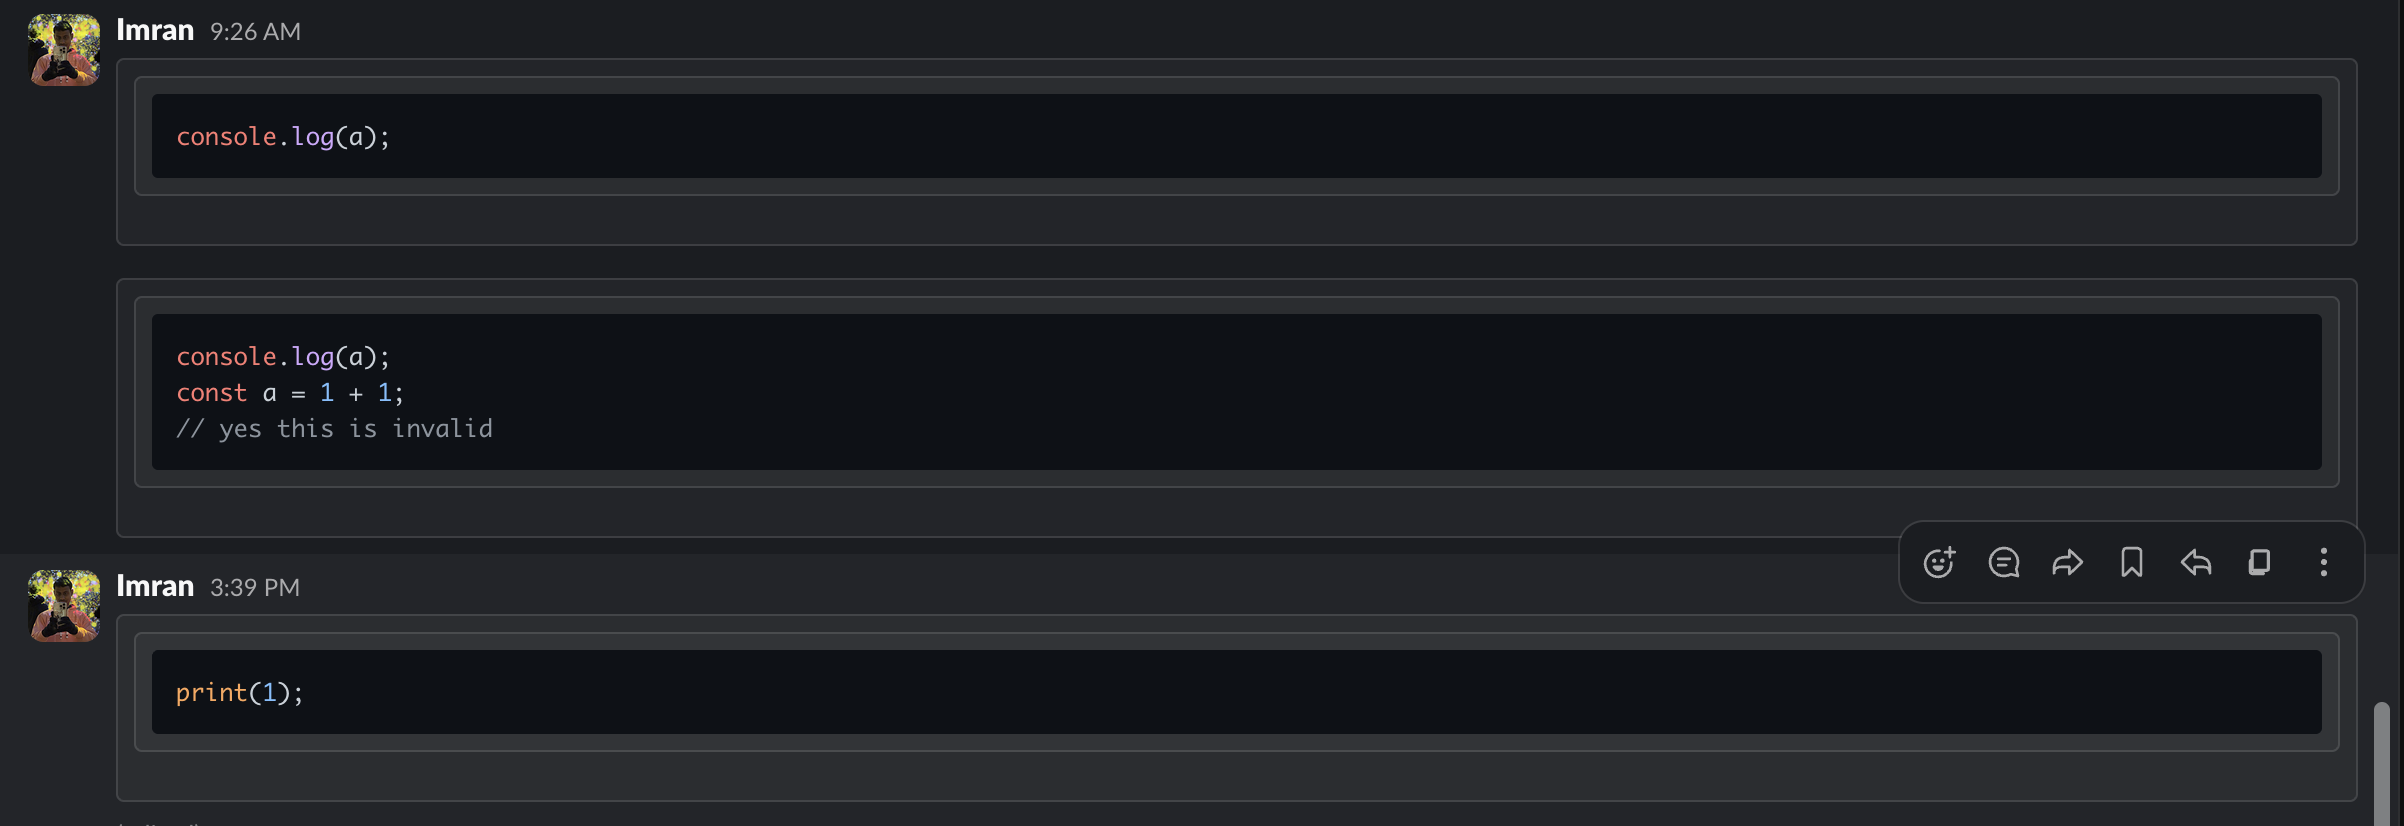 Imran 9:26 AM
console.log(a);
console.log(a);
const a = 1 + 1;
// yes this is invalid
Imran 3:39 PM
print(1);